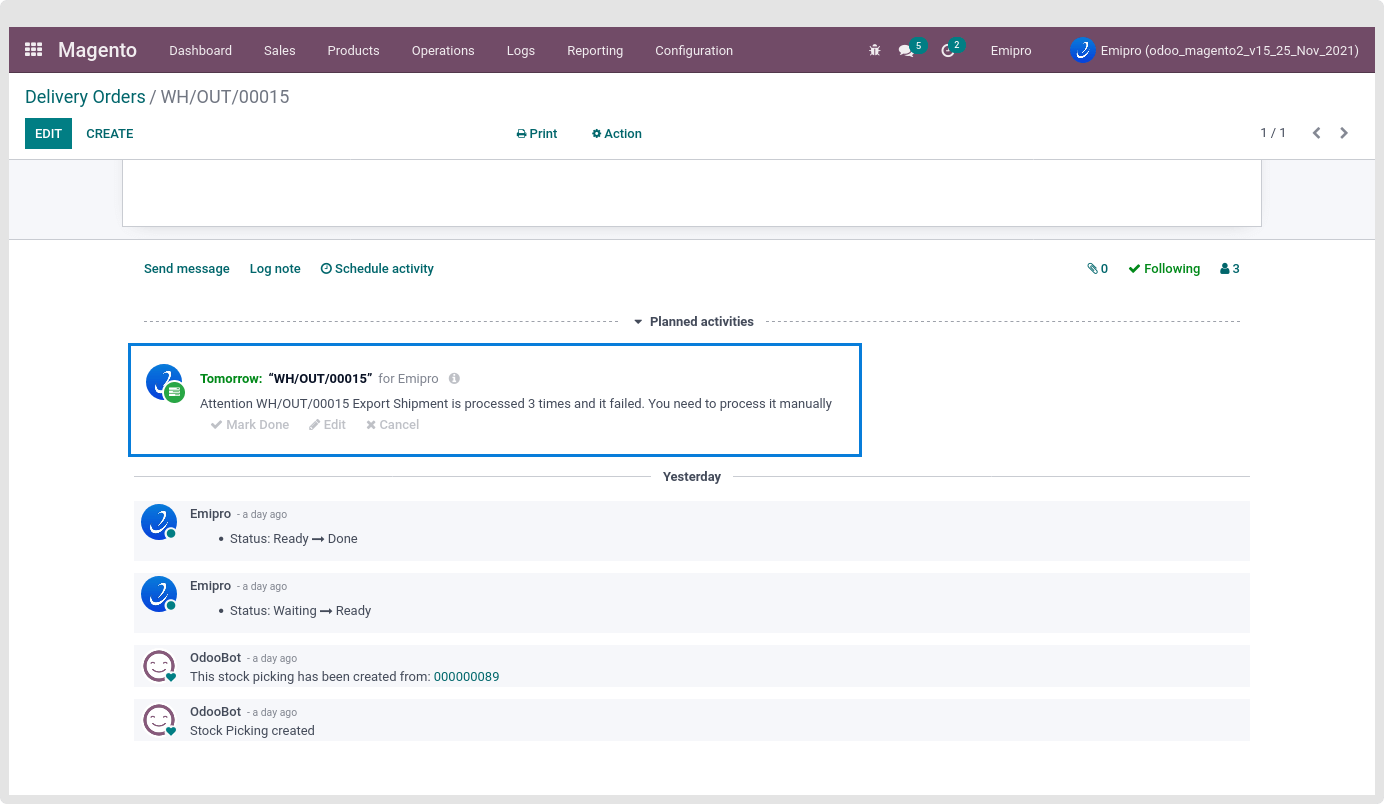 Magento Dashboard Sales Products Operations Logs Reporting Configuration 5 2 Emipro Emipro (odoo_magento2_v15_25_Nov_2021)
Delivery Orders / WH/OUT/00015
EDIT CREATE Print Action 1 / 1
Send message Log note Schedule activity 0 Following 3
Planned activities
Tomorrow: “WH/OUT/00015” for Emipro
Attention WH/OUT/00015 Export Shipment is processed 3 times and it failed. You need to process it manually
Mark Done Edit Cancel
Yesterday
Emipro - a day ago
• Status: Ready → Done
Emipro - a day ago
• Status: Waiting → Ready
OdooBot - a day ago
This stock picking has been created from: 000000089
OdooBot - a day ago
Stock Picking created